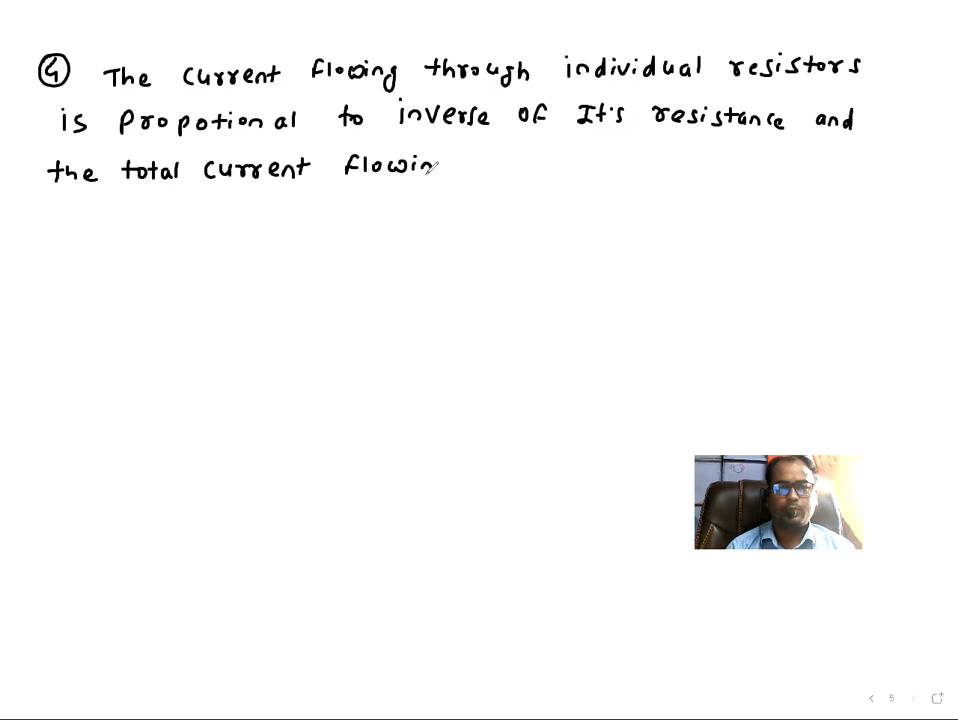 ④ The current flowing through individual resistors
is propotional to inverse of It's resistance and
the total current flowin
5